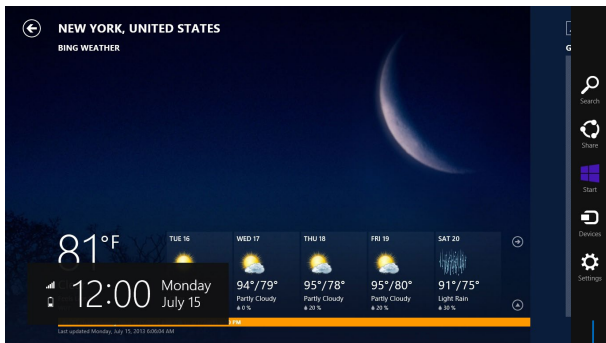 NEW YORK, UNITED STATES
BING WEATHER
G
Search
Share
Start
Devices
Settings
81°F
TUE 16
WED 17
THU 18
FRI 19
SAT 20
94°/79°
95°/78°
95°/80°
91°/75°
Partly Cloudy
Partly Cloudy
Partly Cloudy
Light Rain
0 %
20 %
20 %
30 %
12:00
Monday
July 15
PM
Last updated Monday, July 15, 2013 6:06:04 AM